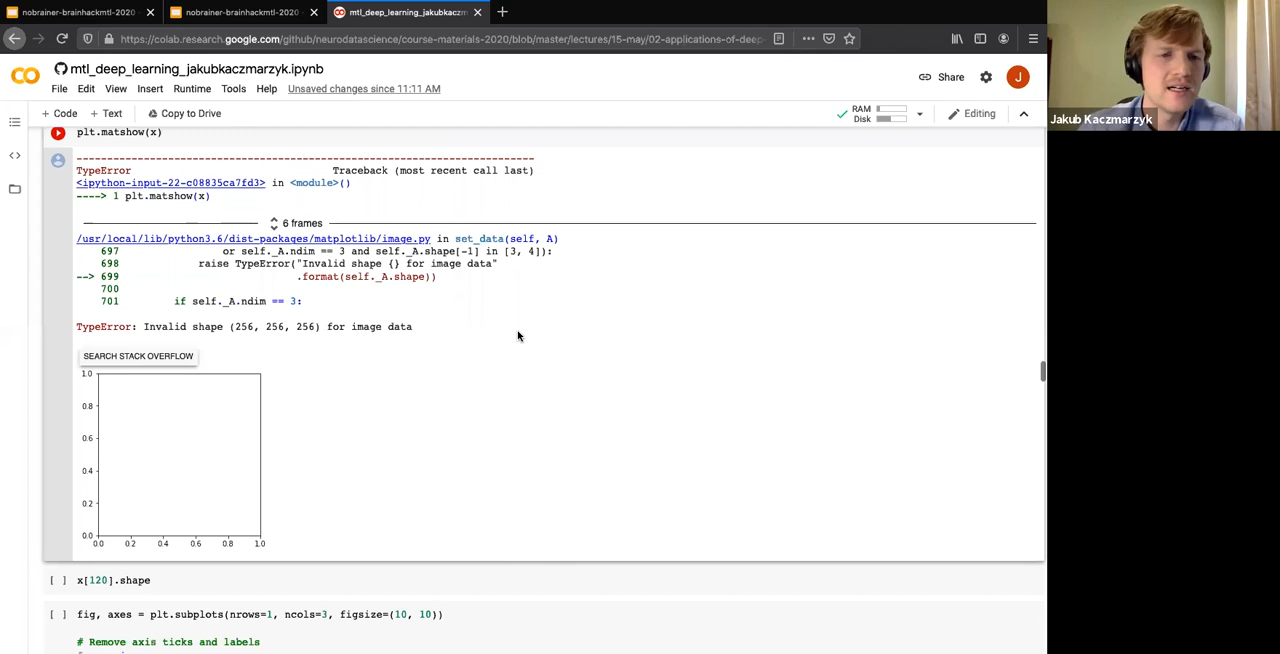 nobrainer-brainhackmtl-2020
nobrainer-brainhackmtl-2020
mtl_deep_learning_jakubkaczm
https://colab.research.google.com/github/neurodatascience/course-materials-2020/blob/master/lectures/15-may/02-applications-of-deep-
mtl_deep_learning_jakubkaczmarzyk.ipynb
Share
J
File Edit View Insert Runtime Tools Help Unsaved changes since 11:11 AM
+ Code + Text Copy to Drive
RAM
Disk
Editing
Jakub Kaczmarzyk
plt.matshow(x)
---------------------------------------------------------------------------
TypeError Traceback (most recent call last)
<ipython-input-22-c08835ca7fd3> in <module>()
----> 1 plt.matshow(x)
6 frames
/usr/local/lib/python3.6/dist-packages/matplotlib/image.py in set_data(self, A)
697 or self._A.ndim == 3 and self._A.shape[-1] in [3, 4]):
698 raise TypeError("Invalid shape {} for image data"
--> 699 .format(self._A.shape))
700
701 if self._A.ndim == 3:
TypeError: Invalid shape (256, 256, 256) for image data
SEARCH STACK OVERFLOW
1.0
0.8
0.6
0.4
0.2
0.0
0.0 0.2 0.4 0.6 0.8 1.0
[ ] x[120].shape
[ ] fig, axes = plt.subplots(nrows=1, ncols=3, figsize=(10, 10))
# Remove axis ticks and labels